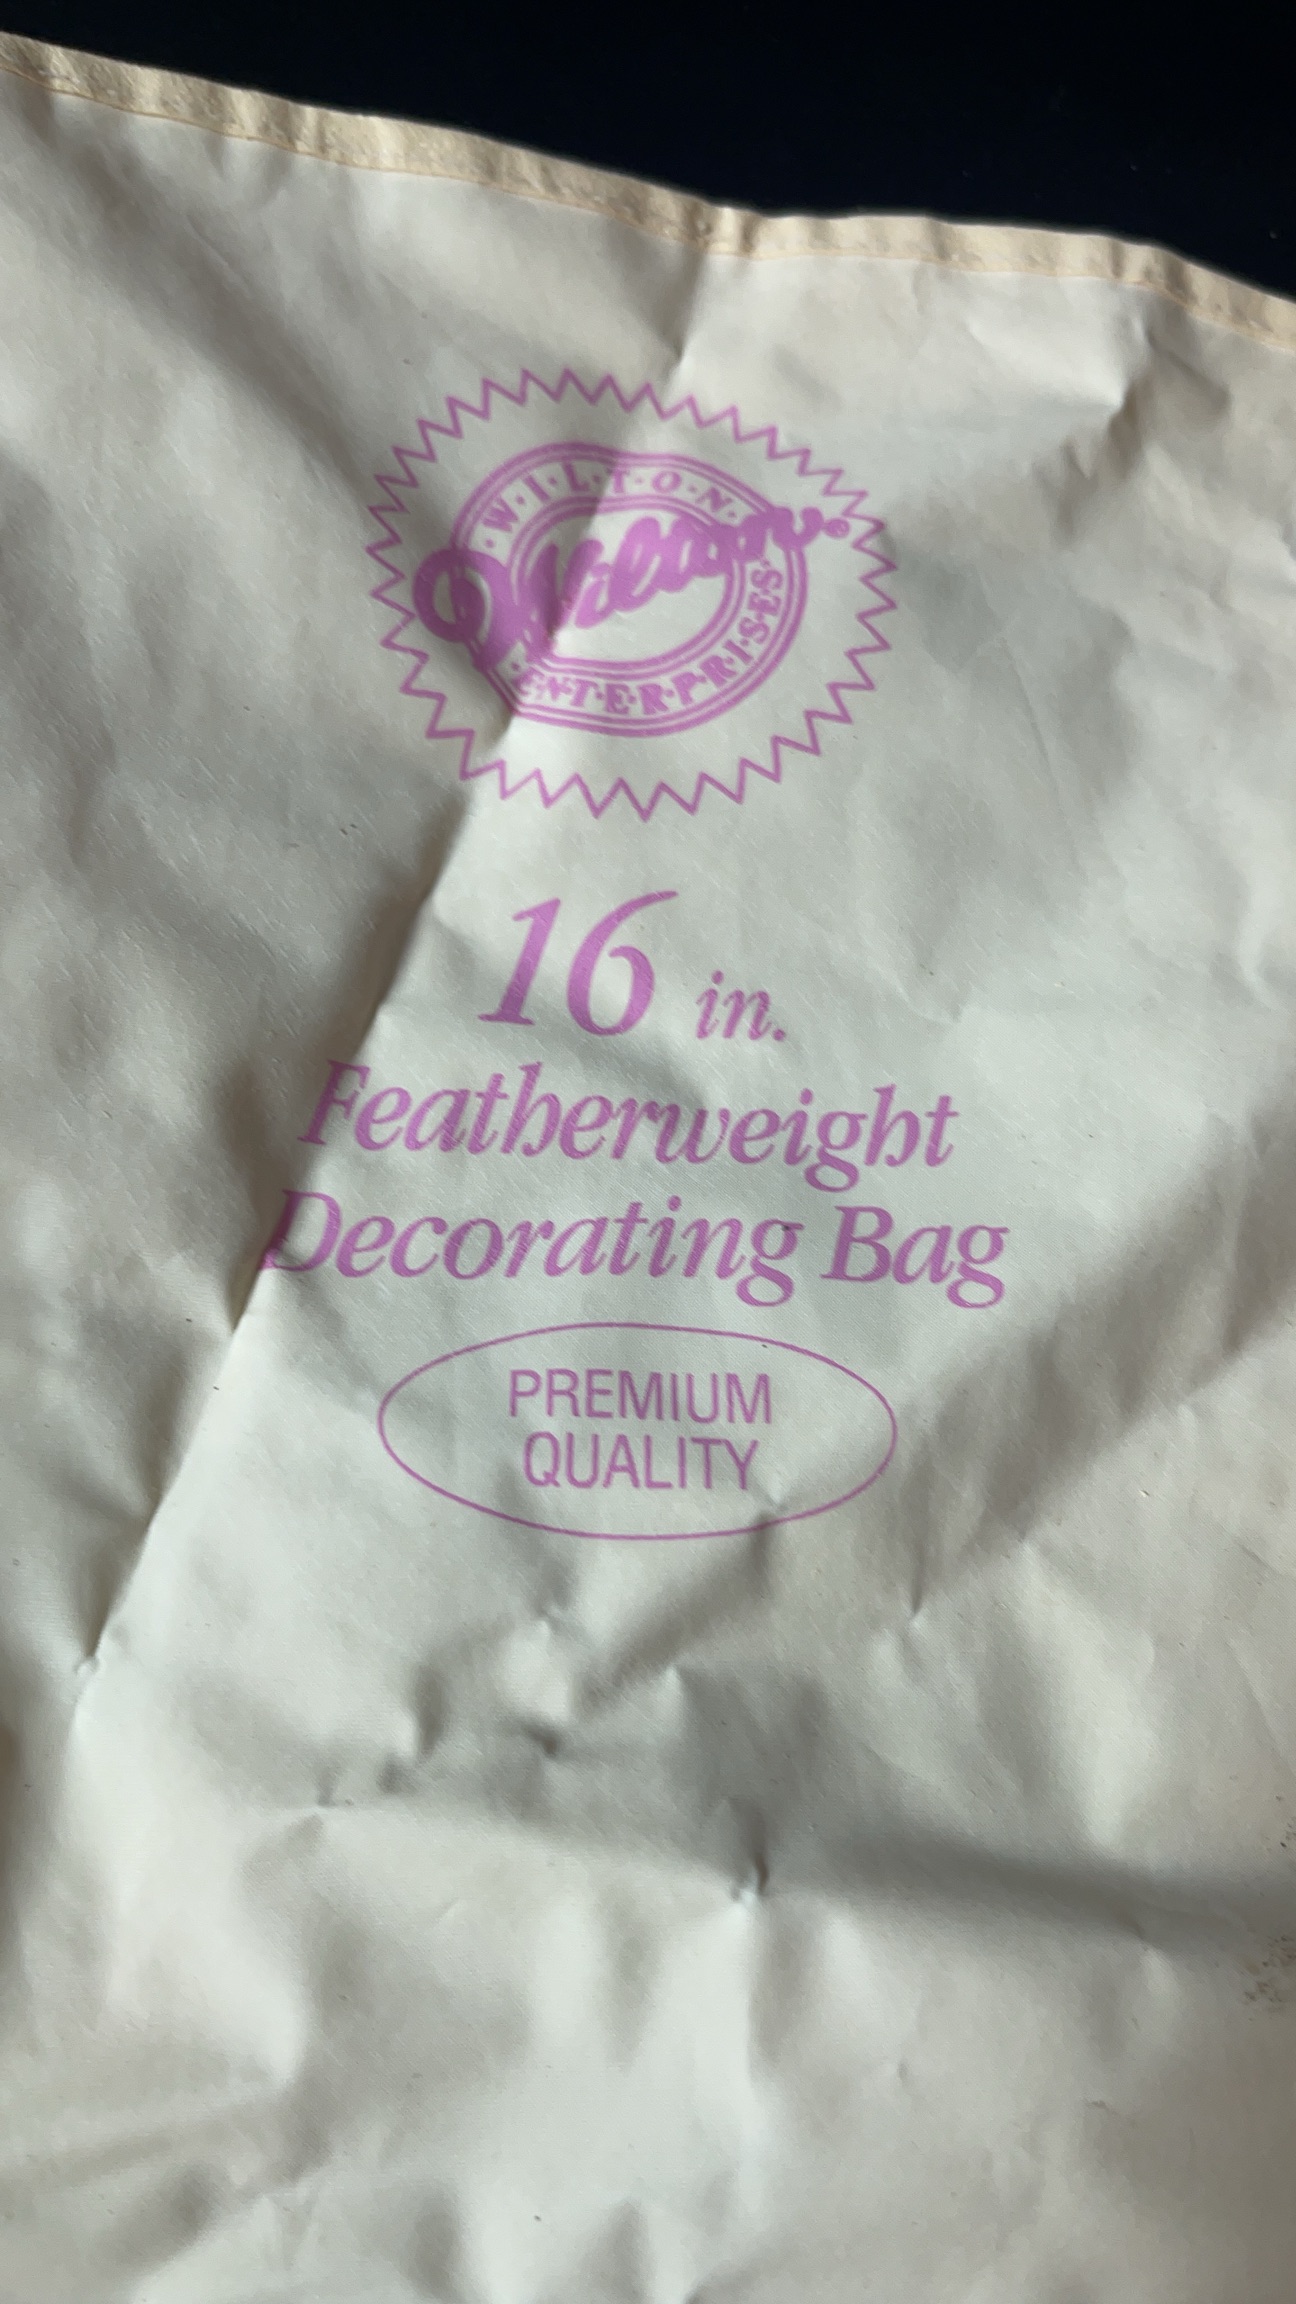 W·I·L·T·O·N
Wilton®
E·N·T·E·R·P·R·I·S·E·S
16 in.
Featherweight
Decorating Bag
PREMIUM
QUALITY